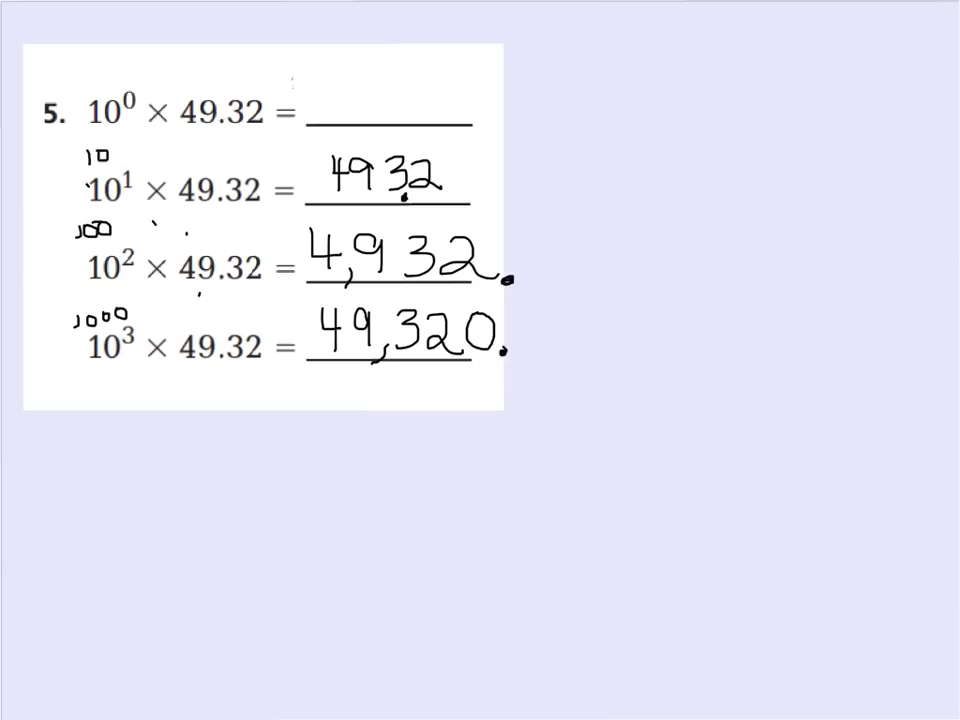 5. 10⁰ × 49.32 = ________
10
10¹ × 49.32 = 493.2
100
10² × 49.32 = 4,932.
1000
10³ × 49.32 = 49,320.